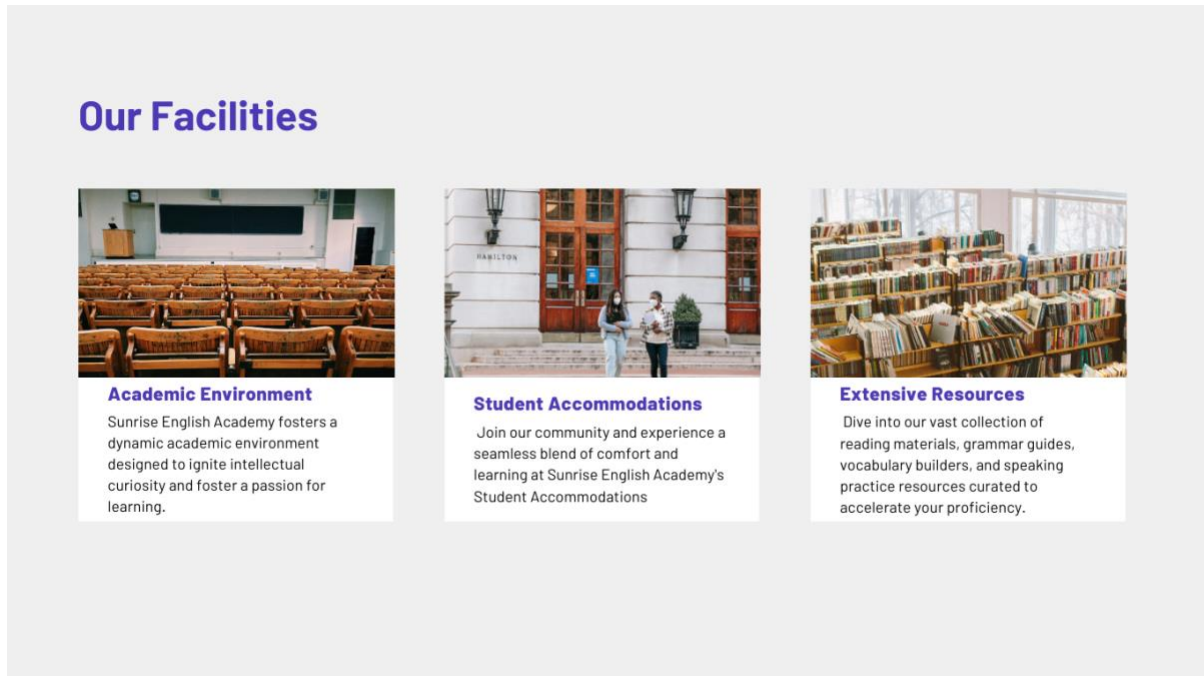 Our Facilities
HAMILTON
Academic Environment
Sunrise English Academy fosters a
dynamic academic environment
designed to ignite intellectual
curiosity and foster a passion for
learning.
Student Accommodations
Join our community and experience a
seamless blend of comfort and
learning at Sunrise English Academy's
Student Accommodations
Extensive Resources
Dive into our vast collection of
reading materials, grammar guides,
vocabulary builders, and speaking
practice resources curated to
accelerate your proficiency.